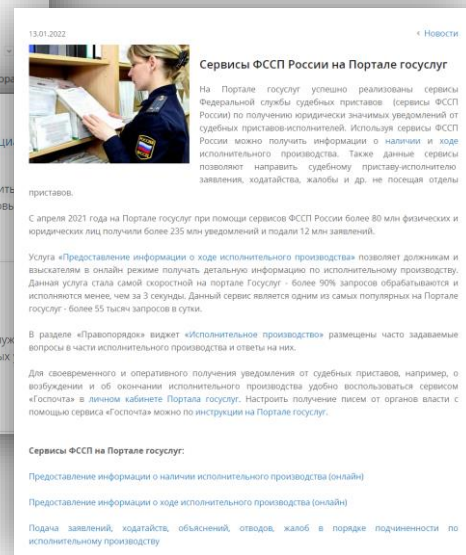 13.01.2022
‹ Новости
Сервисы ФССП России на Портале госуслуг
На Портале госуслуг успешно реализованы сервисы
Федеральной службы судебных приставов (сервисы ФССП
России) по получению юридически значимых уведомлений от
судебных приставов-исполнителей. Используя сервисы ФССП
России можно получить информации о наличии и ходе
исполнительного производства. Также данные сервисы
позволяют направить судебному приставу-исполнителю
заявления, ходатайства, жалобы и др. не посещая отделы
приставов.
С апреля 2021 года на Портале госуслуг при помощи сервисов ФССП России более 80 млн физических и
юридических лиц получили более 235 млн уведомлений и подали 12 млн заявлений.
Услуга «Предоставление информации о ходе исполнительного производства» позволяет должникам и
взыскателям в онлайн режиме получать детальную информацию по исполнительному производству.
Данная услуга стала самой скоростной на портале Госуслуг - более 90% запросов обрабатываются и
исполняются менее, чем за 3 секунды. Данный сервис является одним из самых популярных на Портале
госуслуг - более 55 тысяч запросов в сутки.
В разделе «Правопорядок» виджет «Исполнительное производство» размещены часто задаваемые
вопросы в части исполнительного производства и ответы на них.
Для своевременного и оперативного получения уведомления от судебных приставов, например, о
возбуждении и об окончании исполнительного производства удобно воспользоваться сервисом
«Госпочта» в личном кабинете Портала госуслуг. Настроить получение писем от органов власти с
помощью сервиса «Госпочта» можно по инструкции на Портале госуслуг.
Сервисы ФССП на Портале госуслуг:
Предоставление информации о наличии исполнительного производства (онлайн)
Предоставление информации о ходе исполнительного производства (онлайн)
Подача заявлений, ходатайств, объяснений, отводов, жалоб в порядке подчиненности по
исполнительному производству